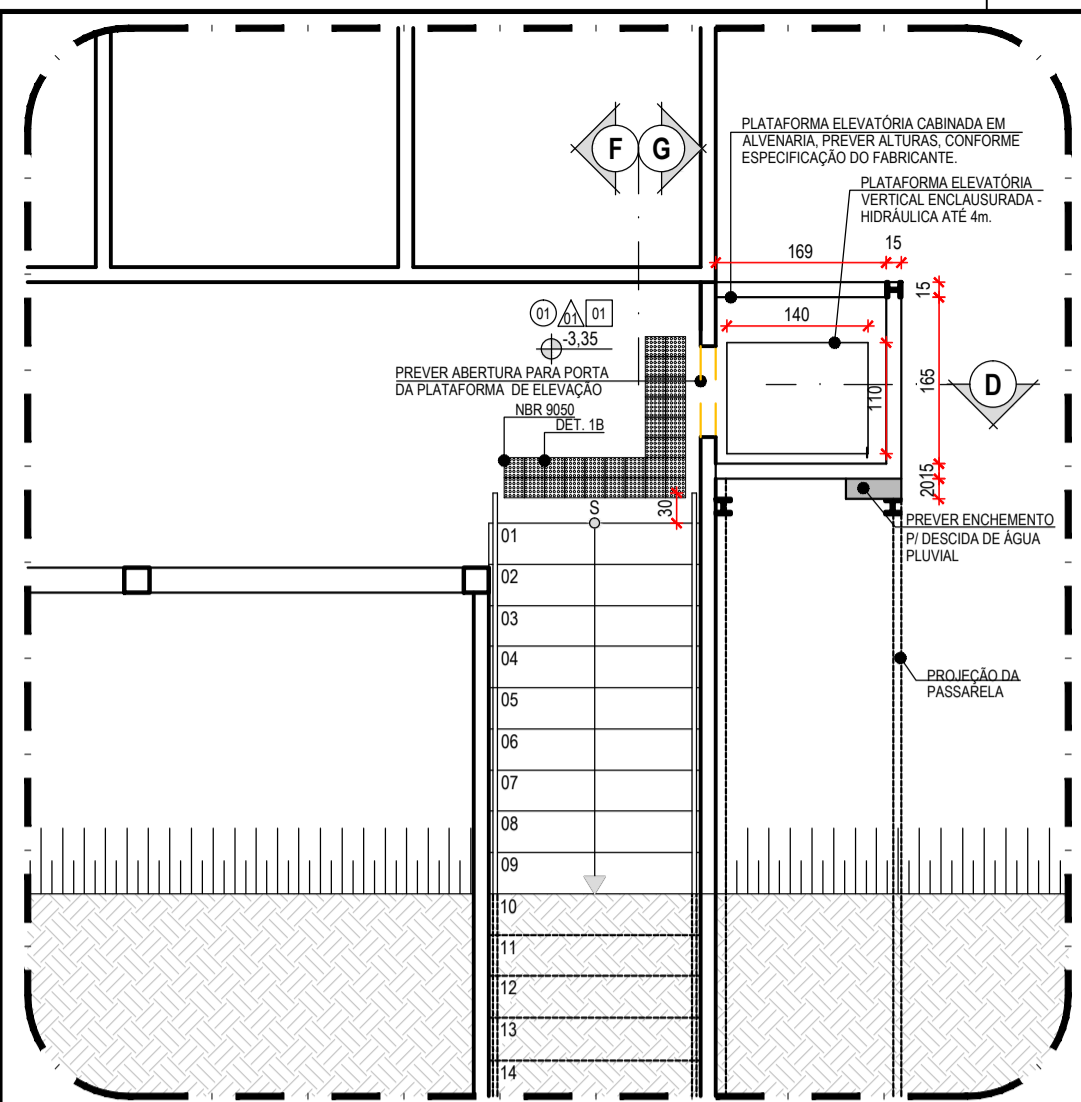 PLATAFORMA ELEVATÓRIA CABINADA EM
ALVENARIA, PREVER ALTURAS, CONFORME
ESPECIFICAÇÃO DO FABRICANTE.
F
G
PLATAFORMA ELEVATÓRIA
VERTICAL ENCLAUSURADA -
HIDRÁULICA ATÉ 4m.
169
15
15
01
01
01
140
-3,35
PREVER ABERTURA PARA PORTA
DA PLATAFORMA DE ELEVAÇÃO
110
165
D
NBR 9050
DET. 1B
15
20
30
S
PREVER ENCHEMENTO
P/ DESCIDA DE ÁGUA
PLUVIAL
01
02
03
04
PROJEÇÃO DA
PASSARELA
05
06
07
08
09
10
11
12
13
14